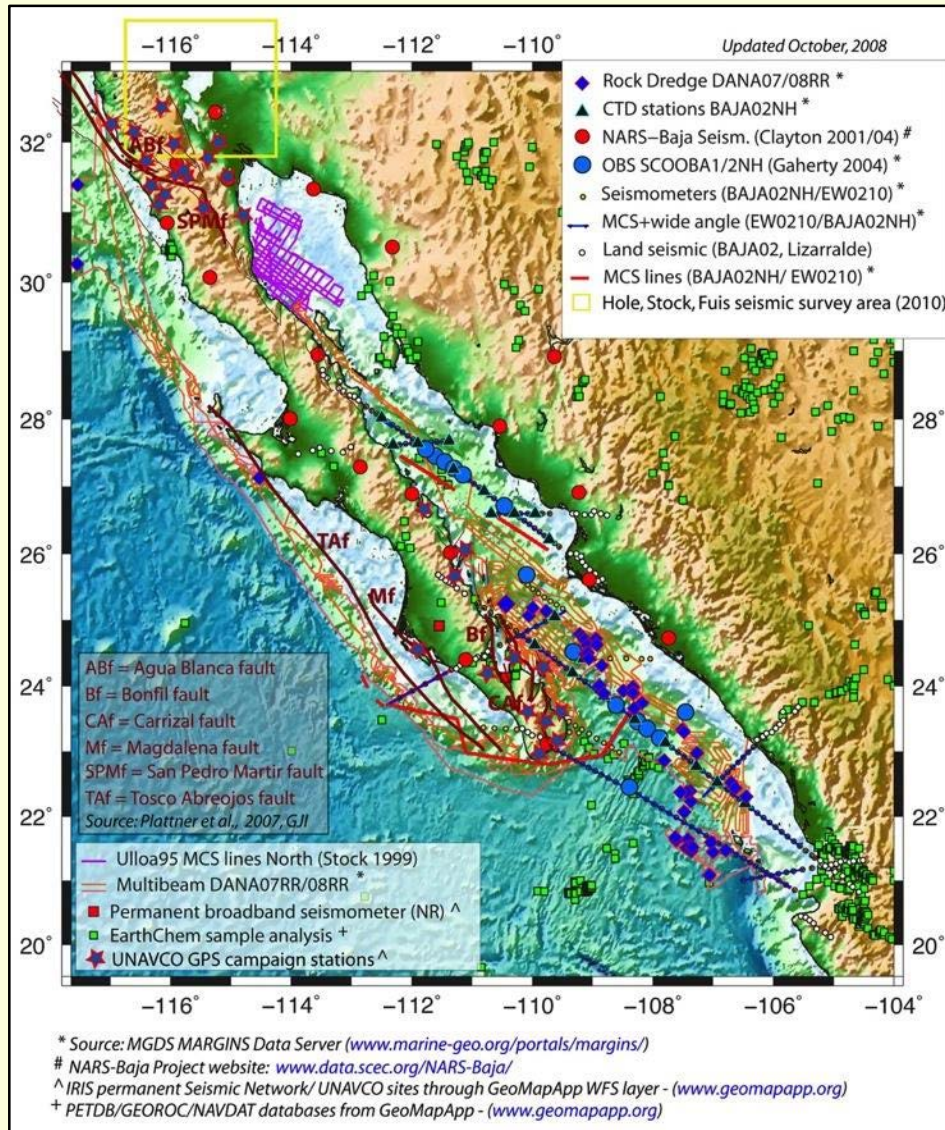 −116° −114° −112° −110°
Updated October, 2008
Rock Dredge DANA07/08RR *
CTD stations BAJA02NH *
NARS−Baja Seism. (Clayton 2001/04) #
OBS SCOOBA1/2NH (Gaherty 2004) *
Seismometers (BAJA02NH/EW0210) *
MCS+wide angle (EW0210/BAJA02NH) *
Land seismic (BAJA02, Lizarralde)
MCS lines (BAJA02NH/ EW0210) *
Hole, Stock, Fuis seismic survey area (2010)
32°
ABf
SPMf
30°
28° 28°
TAf
26° 26°
Mf
Bf
24° 24°
CAf
ABf = Agua Blanca fault
Bf = Bonfil fault
CAf = Carrizal fault
Mf = Magdalena fault
SPMf = San Pedro Martir fault
TAf = Tosco Abreojos fault
Source: Plattner et al., 2007, GJI
22° 22°
Ulloa95 MCS lines North (Stock 1999)
Multibeam DANA07RR/08RR *
Permanent broadband seismometer (NR) ^
EarthChem sample analysis +
UNAVCO GPS campaign stations ^
20° 20°
−116° −114° −112° −110° −108° −106° −104°
* Source: MGDS MARGINS Data Server (www.marine-geo.org/portals/margins/)
# NARS-Baja Project website: www.data.scec.org/NARS-Baja/
^ IRIS permanent Seismic Network/ UNAVCO sites through GeoMapApp WFS layer - (www.geomapapp.org)
+ PETDB/GEOROC/NAVDAT databases from GeoMapApp - (www.geomapapp.org)